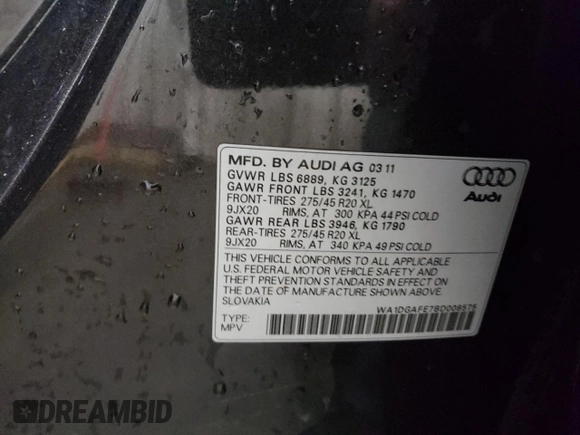 MFD. BY AUDI AG 03 11
GVWR LBS 6889, KG 3125
GAWR FRONT LBS 3241, KG 1470
FRONT-TIRES 275/45 R20 XL
9JX20 RIMS, AT 300 KPA 44 PSI COLD
GAWR REAR LBS 3946, KG 1790
REAR-TIRES 275/45 R20 XL
9JX20 RIMS, AT 340 KPA 49 PSI COLD
Audi
THIS VEHICLE CONFORMS TO ALL APPLICABLE
U.S. FEDERAL MOTOR VEHICLE SAFETY AND
THEFT PREVENTION STANDARDS IN EFFECT ON THE
DATE OF MANUFACTURE SHOWN ABOVE.
SLOVAKIA
WA1DGAFE7BD008575
TYPE:
MPV
DREAMBID